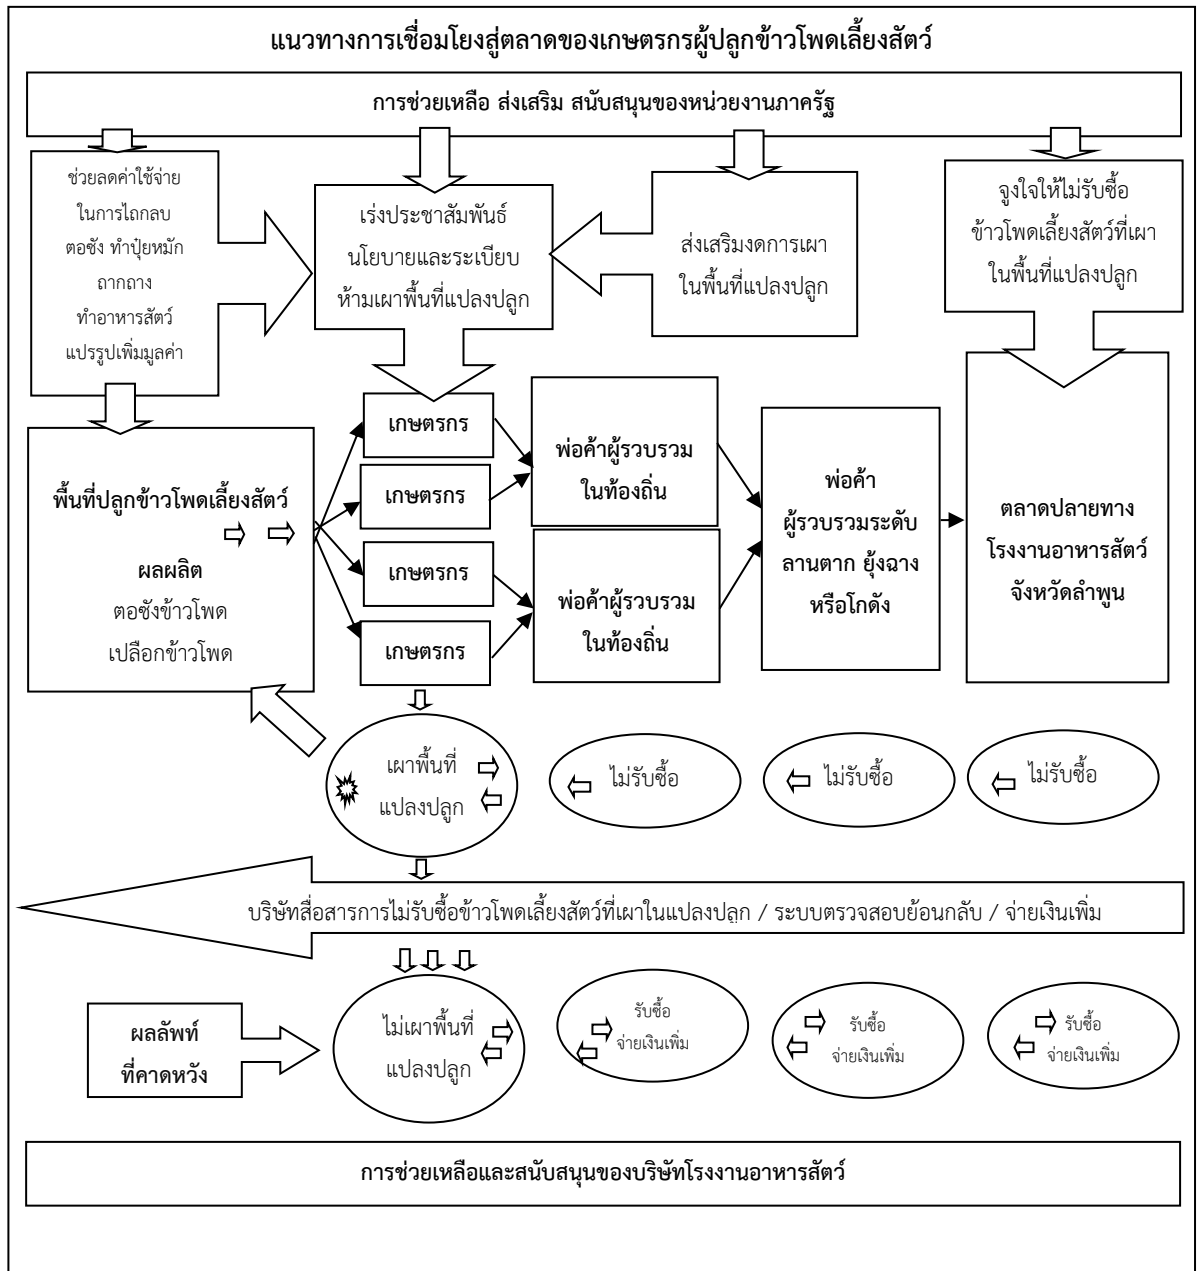 แนวทางการเชื่อมโยงสู่ตลาดของเกษตรกรผู้ปลูกข้าวโพดเลี้ยงสัตว์
การช่วยเหลือ ส่งเสริม สนับสนุนของหน่วยงานภาครัฐ
ช่วยลดค่าใช้จ่าย
ในการไถกลบ
ตอซัง ทำปุ๋ยหมัก
ถากถาง
ทำอาหารสัตว์
แปรรูปเพิ่มมูลค่า
เร่งประชาสัมพันธ์
นโยบายและระเบียบ
ห้ามเผาพื้นที่แปลงปลูก
ส่งเสริมงดการเผา
ในพื้นที่แปลงปลูก
จูงใจให้ไม่รับซื้อ
ข้าวโพดเลี้ยงสัตว์ที่เผา
ในพื้นที่แปลงปลูก
พื้นที่ปลูกข้าวโพดเลี้ยงสัตว์
ผลผลิต
ตอซังข้าวโพด
เปลือกข้าวโพด
เกษตรกร
เกษตรกร
เกษตรกร
เกษตรกร
พ่อค้าผู้รวบรวม
ในท้องถิ่น
พ่อค้าผู้รวบรวม
ในท้องถิ่น
พ่อค้า
ผู้รวบรวมระดับ
ลานตาก ยุ้งฉาง
หรือโกดัง
ตลาดปลายทาง
โรงงานอาหารสัตว์
จังหวัดลำพูน
เผาพื้นที่
แปลงปลูก
ไม่รับซื้อ
ไม่รับซื้อ
ไม่รับซื้อ
บริษัทสื่อสารการไม่รับซื้อข้าวโพดเลี้ยงสัตว์ที่เผาในแปลงปลูก / ระบบตรวจสอบย้อนกลับ / จ่ายเงินเพิ่ม
ผลลัพท์
ที่คาดหวัง
ไม่เผาพื้นที่
แปลงปลูก
รับซื้อ
จ่ายเงินเพิ่ม
รับซื้อ
จ่ายเงินเพิ่ม
รับซื้อ
จ่ายเงินเพิ่ม
การช่วยเหลือและสนับสนุนของบริษัทโรงงานอาหารสัตว์